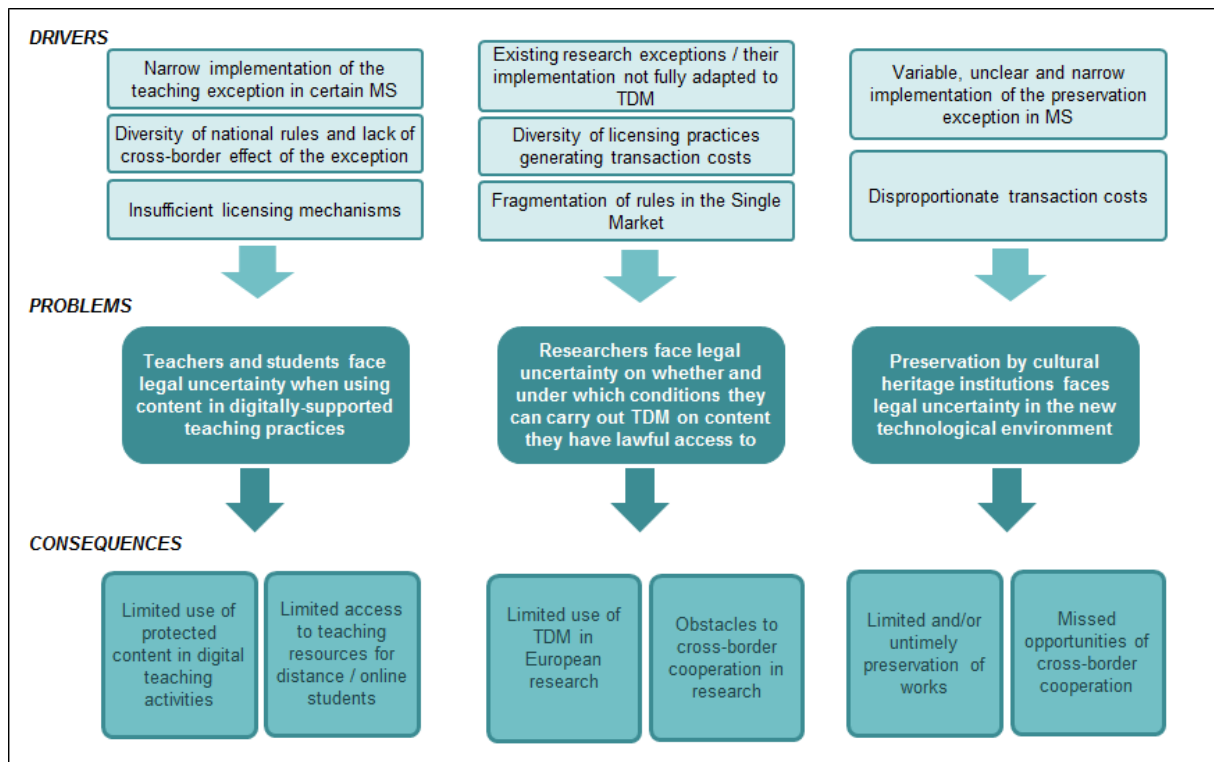 DRIVERS
Narrow implementation of the
teaching exception in certain MS
Diversity of national rules and lack of
cross-border effect of the exception
Insufficient licensing mechanisms
Existing research exceptions / their
implementation not fully adapted to
TDM
Diversity of licensing practices
generating transaction costs
Fragmentation of rules in the Single
Market
Variable, unclear and narrow
implementation of the preservation
exception in MS
Disproportionate transaction costs
PROBLEMS
Teachers and students face
legal uncertainty when using
content in digitally-supported
teaching practices
Researchers face legal
uncertainty on whether and
under which conditions they
can carry out TDM on content
they have lawful access to
Preservation by cultural
heritage institutions faces
legal uncertainty in the new
technological environment
CONSEQUENCES
Limited use of
protected
content in digital
teaching
activities
Limited access
to teaching
resources for
distance / online
students
Limited use of
TDM in
European
research
Obstacles to
cross-border
cooperation in
research
Limited and/or
untimely
preservation of
works
Missed
opportunities of
cross-border
cooperation